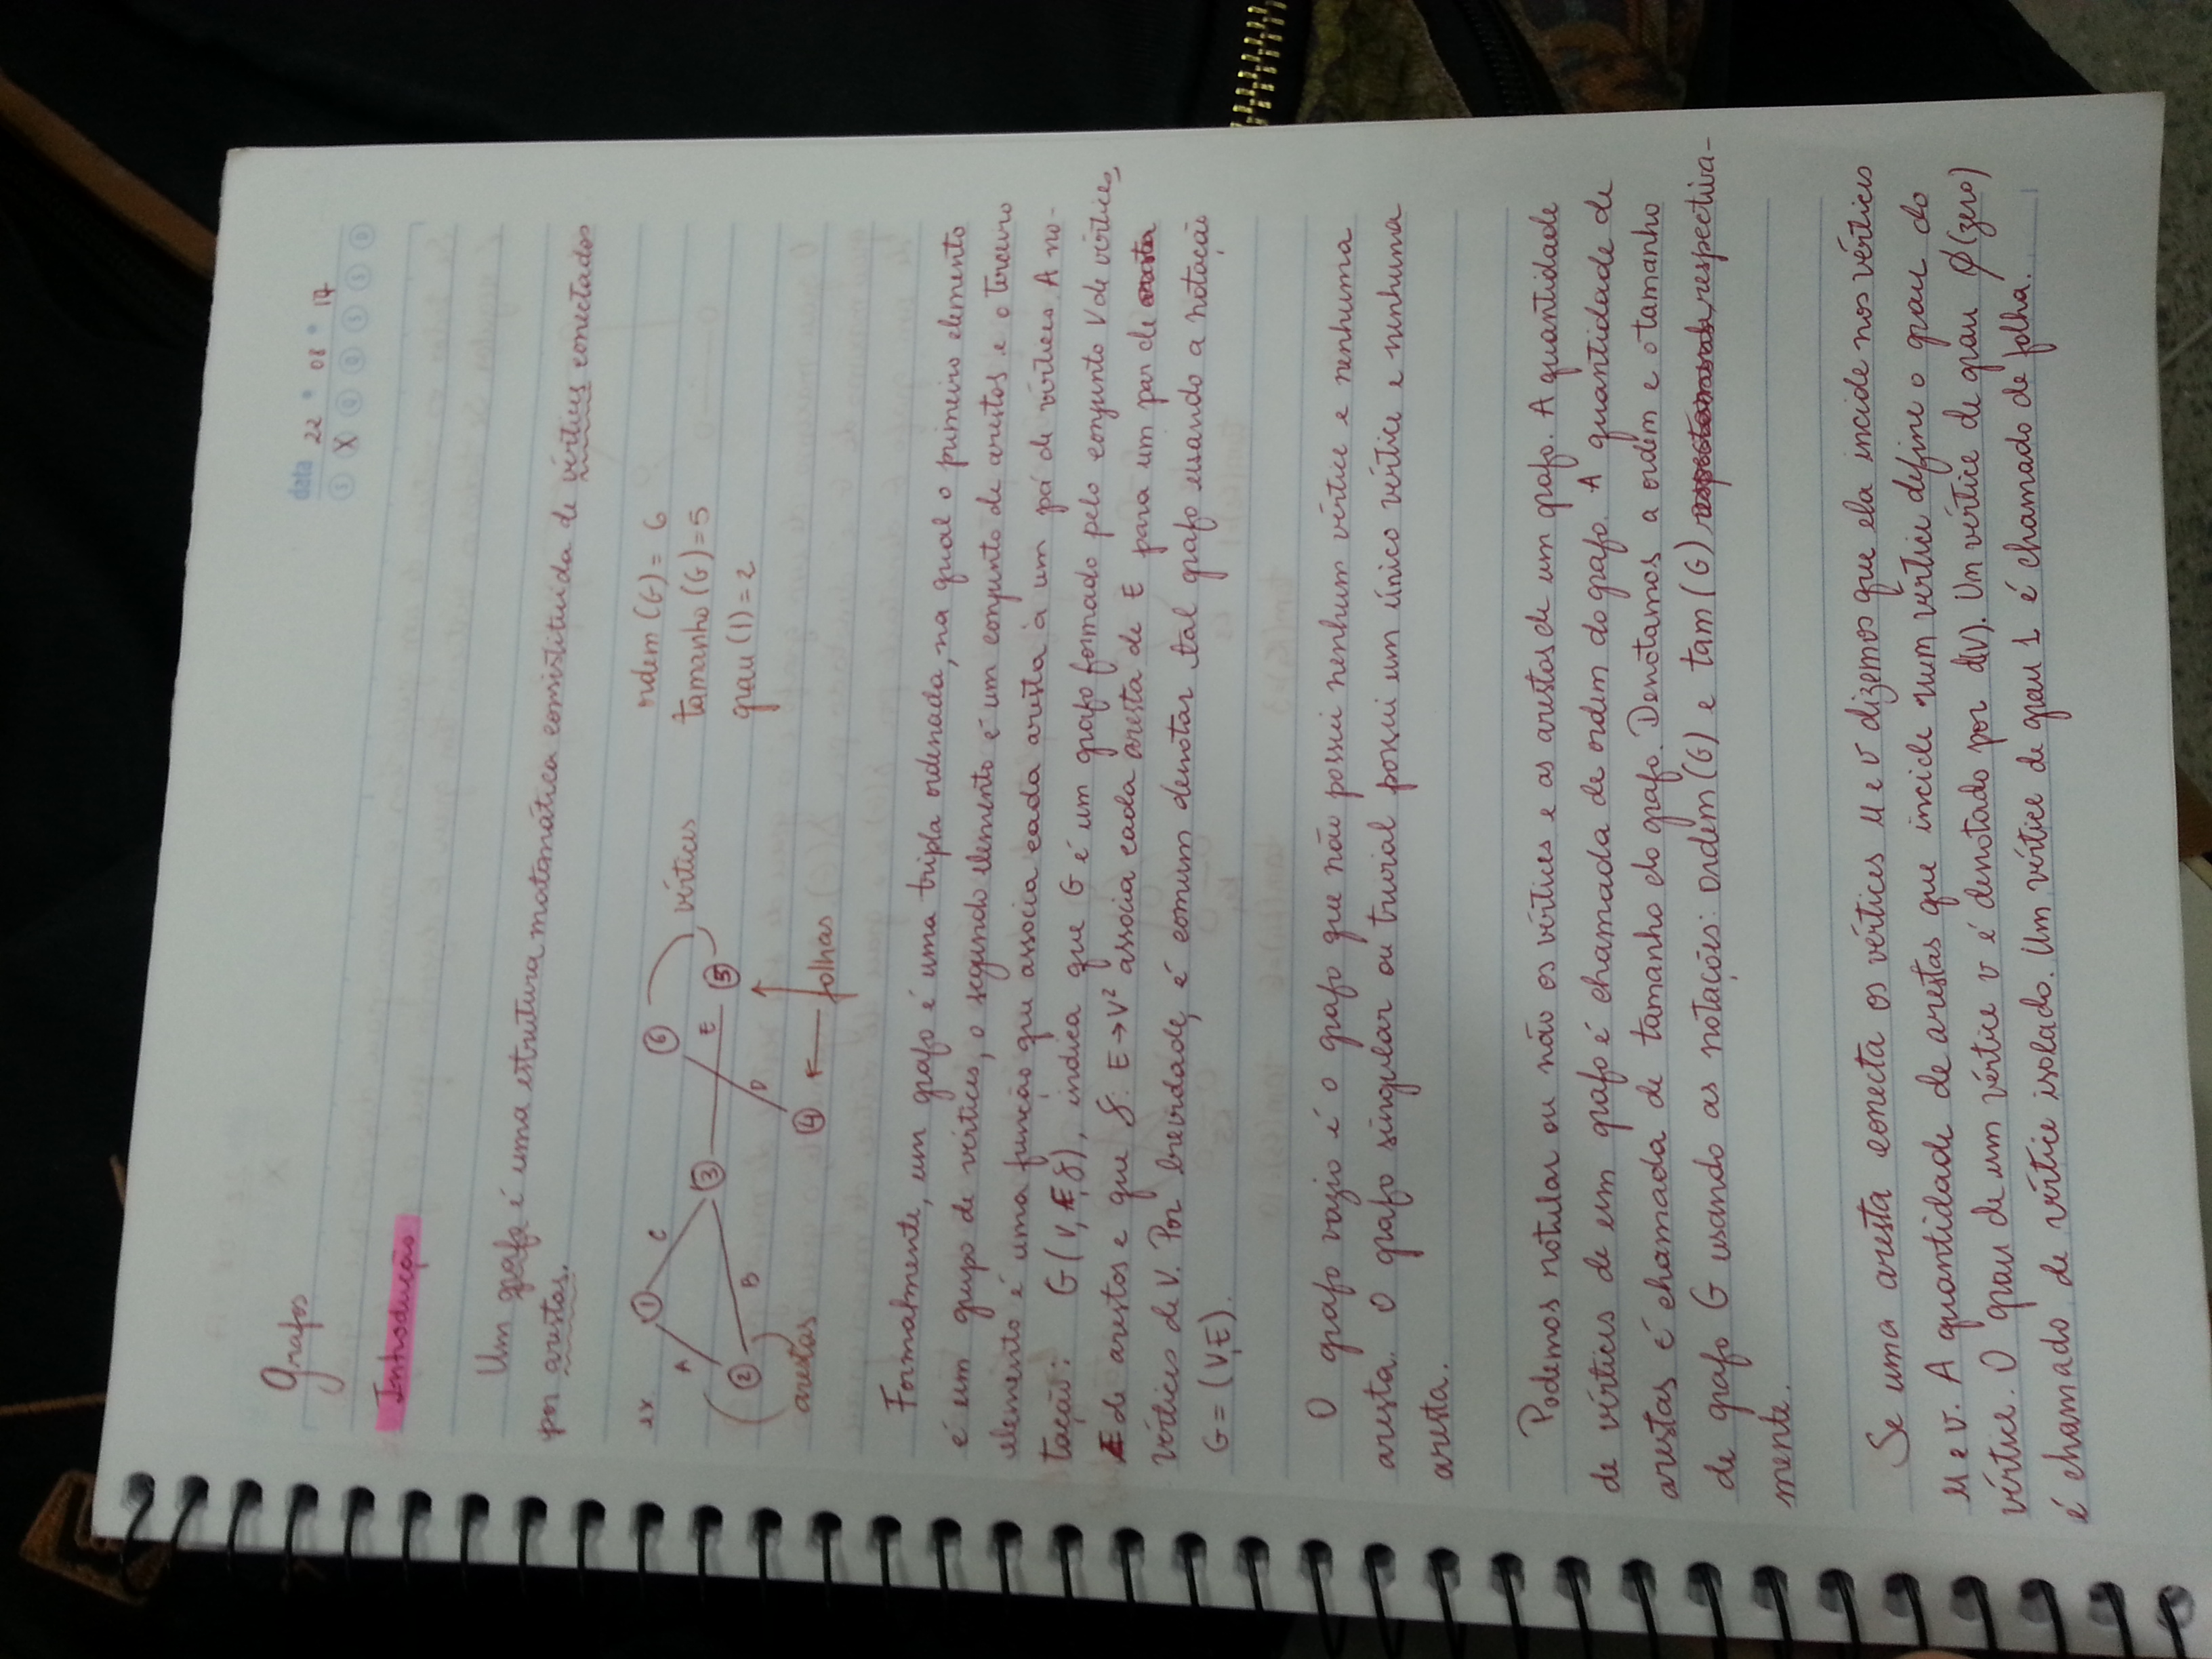 Grafos
data 22 08 17
S X Q Q S S D
Introdução
Um grafo é uma estrutura matemática consistituida de vértices conectados
por arestas.
ex.
1
C
A
2
B
3
E
5
6
D
4
vértices
arestas
folhas
ordem (G) = 6
tamanho (G) = 5
grau (1) = 2
Formalmente, um grafo é uma tripla ordenada, na qual o primeiro elemento
é um grupo de vértices, o segundo elemento é um conjunto de arestas e o terceiro
elemento é uma função que associa cada aresta à um pá de vértices. A no-
tação: G(V, E, δ), indica que G é um grafo formado pelo conjunto V de vértices,
E de arestas e que δ: E → V² associa cada aresta de E para um par de
vértices de V. Por brevidade, é comum denotar tal grafo usando a notação
G = (V,E).
O grafo vazio é o grafo que não possui nenhum vértice e nenhuma
aresta. O grafo singular ou trivial possui um único vértice e nenhuma
aresta.
Podemos rotular ou não os vértices e as arestas de um grafo. A quantidade
de vértices de um grafo é chamada de ordem do grafo. A quantidade de
arestas é chamada de tamanho do grafo. Denotamos a ordem e o tamanho
de grafo G usando as notações: ordem (G) e tam (G) respectiva-
mente.
Se uma aresta conecta os vértices u e v dizemos que ela incide nos vértices
u e v. A quantidade de arestas que incide num vértice define o grau do
vértice. O grau de um vértice v é denotado por d(V). Um vértice de grau Ø (zero)
é chamado de vértice isolado. Um vértice de grau 1 é chamado de folha.